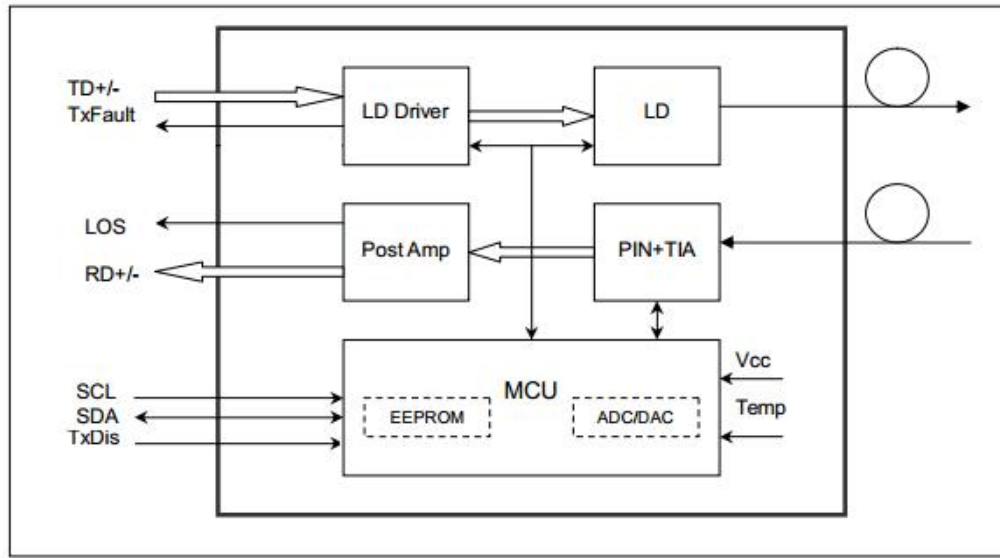 TD+/-
TxFault
LD Driver
LD
LOS
RD+/-
Post Amp
PIN+TIA
SCL
SDA
TxDis
MCU
EEPROM
ADC/DAC
Vcc
Temp